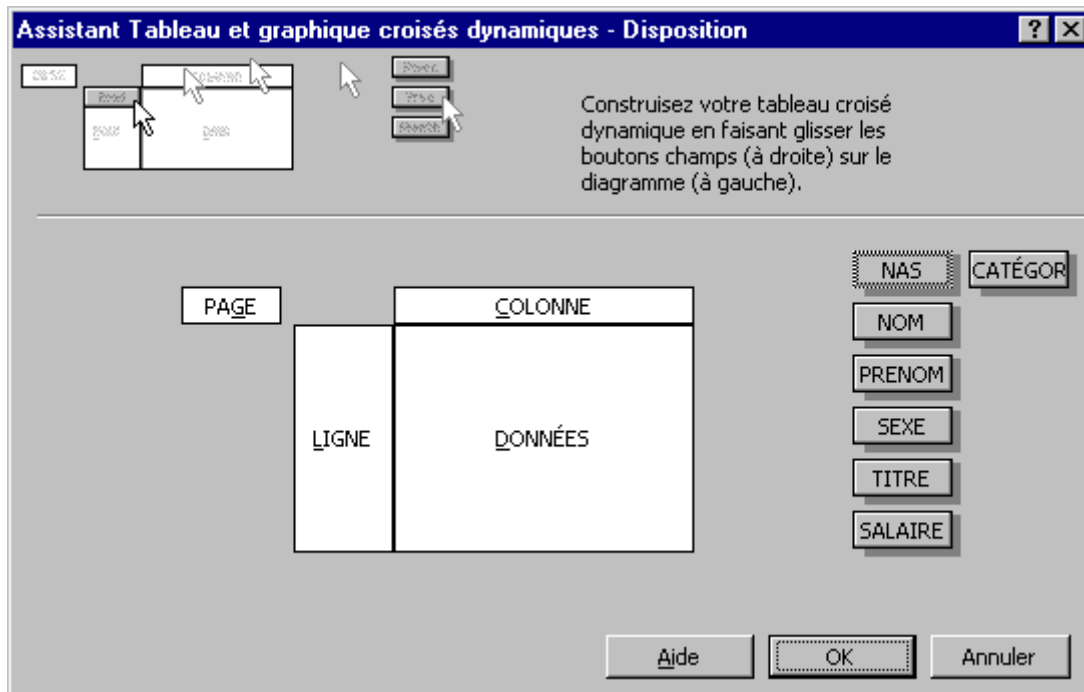 Assistant Tableau et graphique croisés dynamiques - Disposition
Construisez votre tableau croisé
dynamique en faisant glisser les
boutons champs (à droite) sur le
diagramme (à gauche).
NAS
CATÉGOR
PAGE
COLONNE
NOM
PRENOM
LIGNE
DONNÉES
SEXE
TITRE
SALAIRE
Aide
OK
Annuler